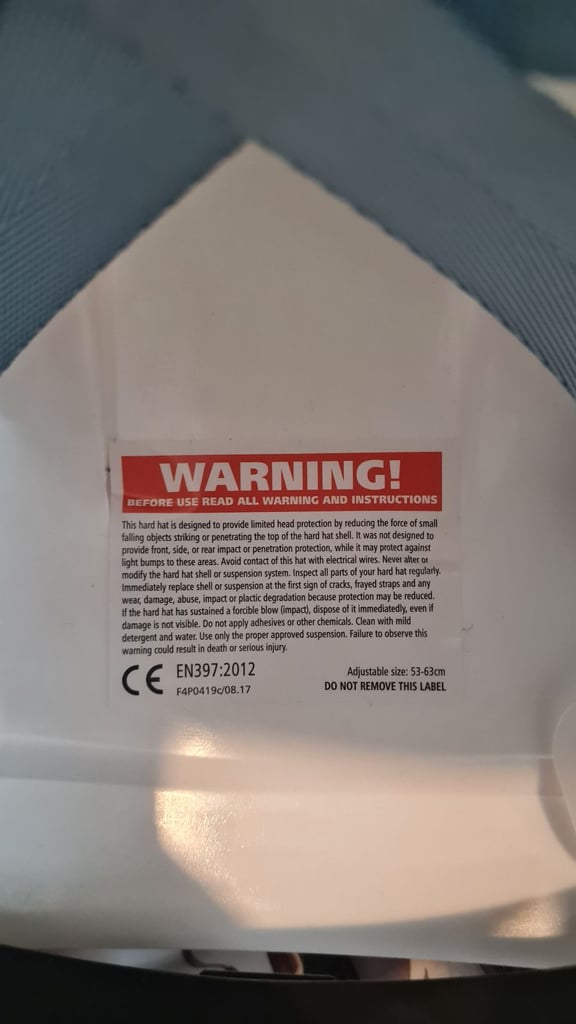 WARNING!
BEFORE USE READ ALL WARNING AND INSTRUCTIONS
This hard hat is designed to provide limited head protection by reducing the force of small
falling objects striking or penetrating the top of the hard hat shell. It was not designed to
provide front, side, or rear impact or penetration protection, while it may protect against
light bumps to these areas. Avoid contact of this hat with electrical wires. Never alter or
modify the hard hat shell or suspension system. Inspect all parts of your hard hat regularly.
Immediately replace shell or suspension at the first sign of cracks, frayed straps and any
wear, damage, abuse, impact or plactic degradation because protection may be reduced.
If the hard hat has sustained a forcible blow (impact), dispose of it immediately, even if
damage is not visible. Do not apply adhesives or other chemicals. Clean with mild
detergent and water. Use only the proper approved suspension. Failure to observe this
warning could result in death or serious injury.
CE EN397:2012
F4P0419c/08.17
Adjustable size: 53-63cm
DO NOT REMOVE THIS LABEL